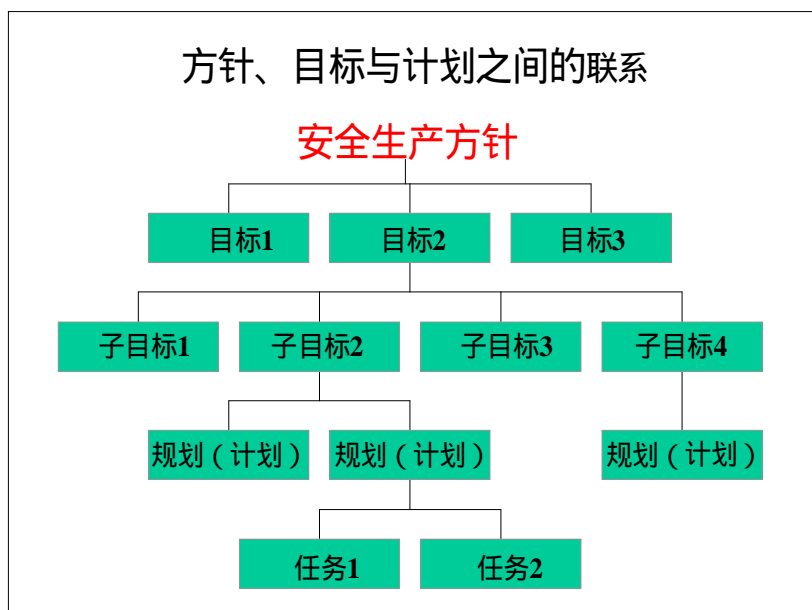 方针、目标与计划之间的联系
安全生产方针
目标1 目标2 目标3
子目标1 子目标2 子目标3 子目标4
规划（计划） 规划（计划） 规划（计划）
任务1 任务2